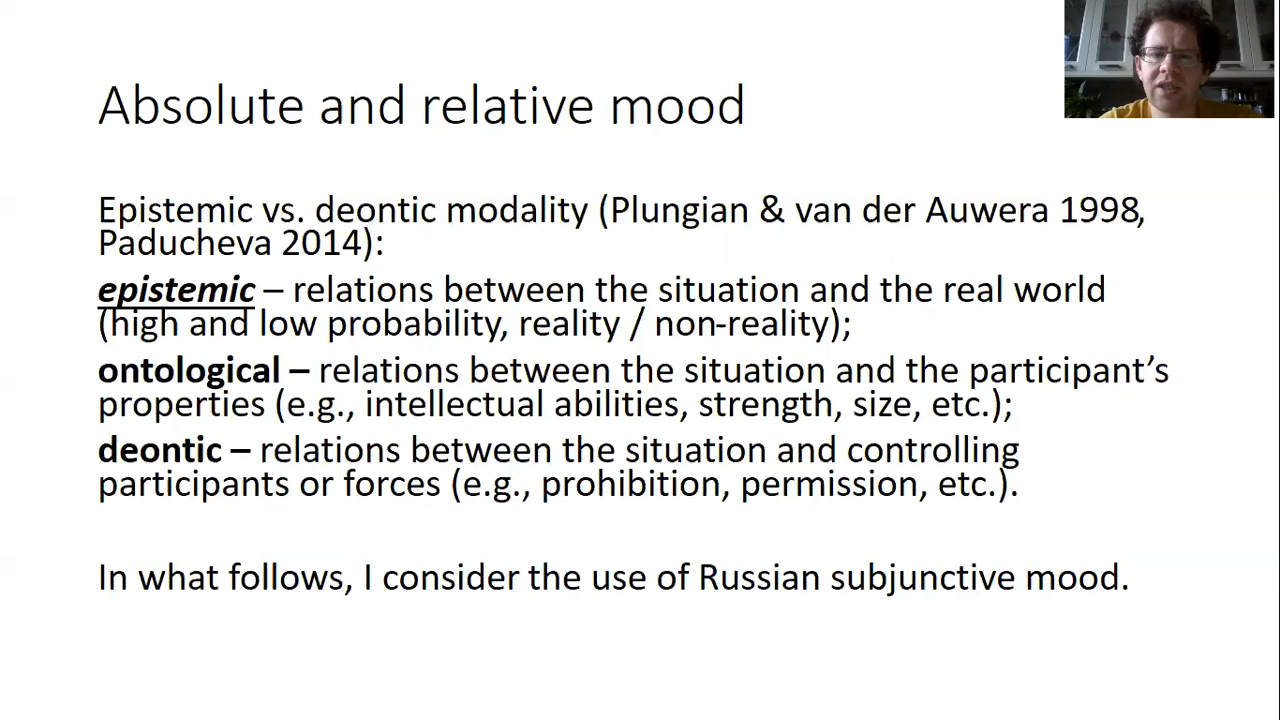 Absolute and relative mood
Epistemic vs. deontic modality (Plungian & van der Auwera 1998,
Paducheva 2014):
epistemic – relations between the situation and the real world
(high and low probability, reality / non-reality);
ontological – relations between the situation and the participant’s
properties (e.g., intellectual abilities, strength, size, etc.);
deontic – relations between the situation and controlling
participants or forces (e.g., prohibition, permission, etc.).
In what follows, I consider the use of Russian subjunctive mood.